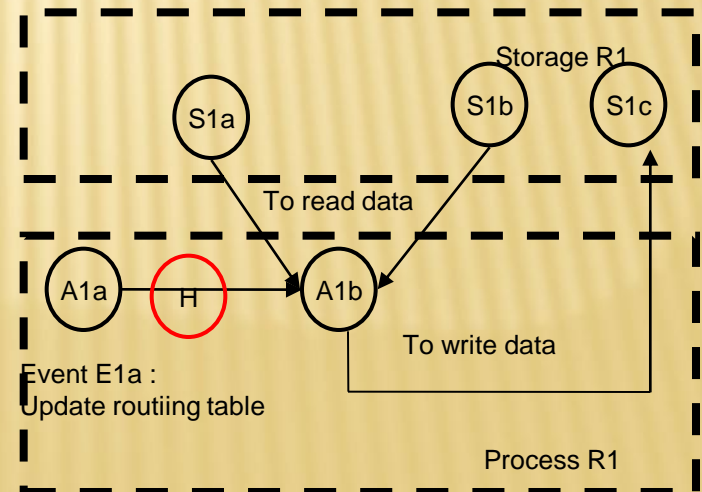 Storage R1
S1a
S1b
S1c
To read data
A1a
H
A1b
To write data
Event E1a :
Update routiing table
Process R1